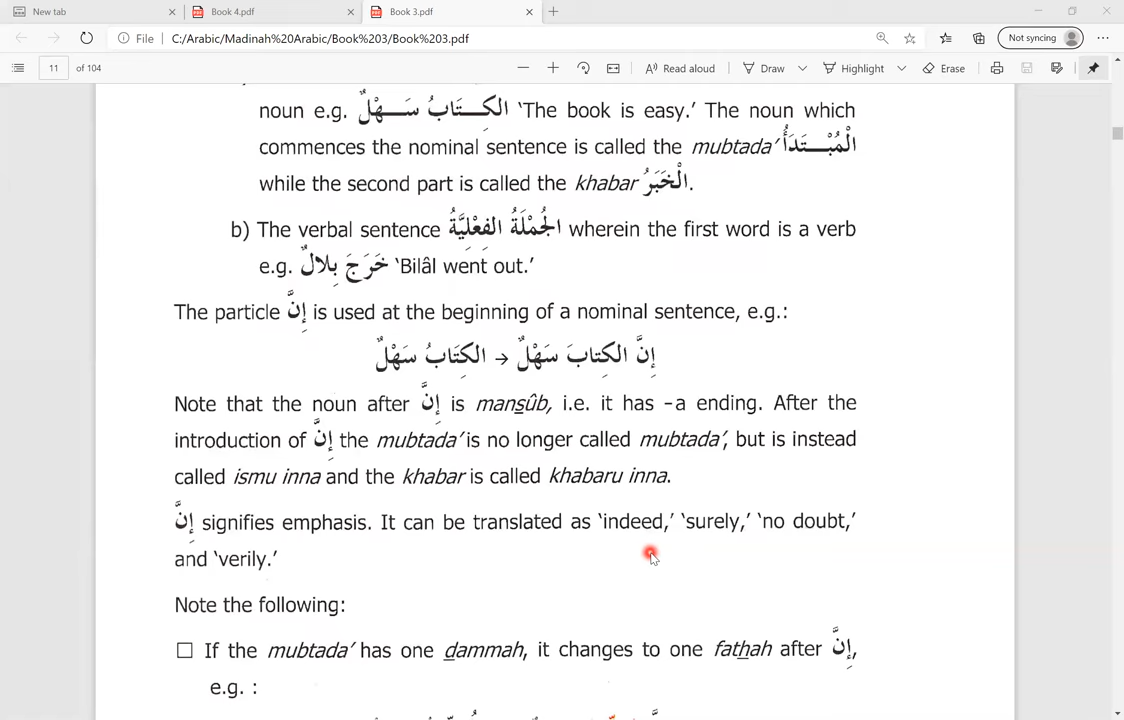 New tab
Book 4.pdf
Book 3.pdf
File
C:/Arabic/Madinah%20Arabic/Book%203/Book%203.pdf
Not syncing
11 of 104
Read aloud
Draw
Highlight
Erase
noun e.g. الكِـــتَابُ سَـــهْلٌ ‘The book is easy.’ The noun which
commences the nominal sentence is called the mubtada’ الْمُبْـــتَدَأُ
while the second part is called the khabar الْخَبَرُ.
b) The verbal sentence الجُمْلَةُ الفِعْلِيَّةُ wherein the first word is a verb
e.g. خَرَجَ بِلالٌ ‘Bilâl went out.’
The particle إِنَّ is used at the beginning of a nominal sentence, e.g.:
الكِتَابُ سَهْلٌ → إِنَّ الكِتابَ سَهْلٌ
Note that the noun after إِنَّ is mansûb, i.e. it has –a ending. After the
introduction of إِنَّ the mubtada’ is no longer called mubtada’, but is instead
called ismu inna and the khabar is called khabaru inna.
إِنَّ signifies emphasis. It can be translated as ‘indeed,’ ‘surely,’ ‘no doubt,’
and ‘verily.’
Note the following:
☐ If the mubtada’ has one dammah, it changes to one fathah after إِنَّ,
e.g. :